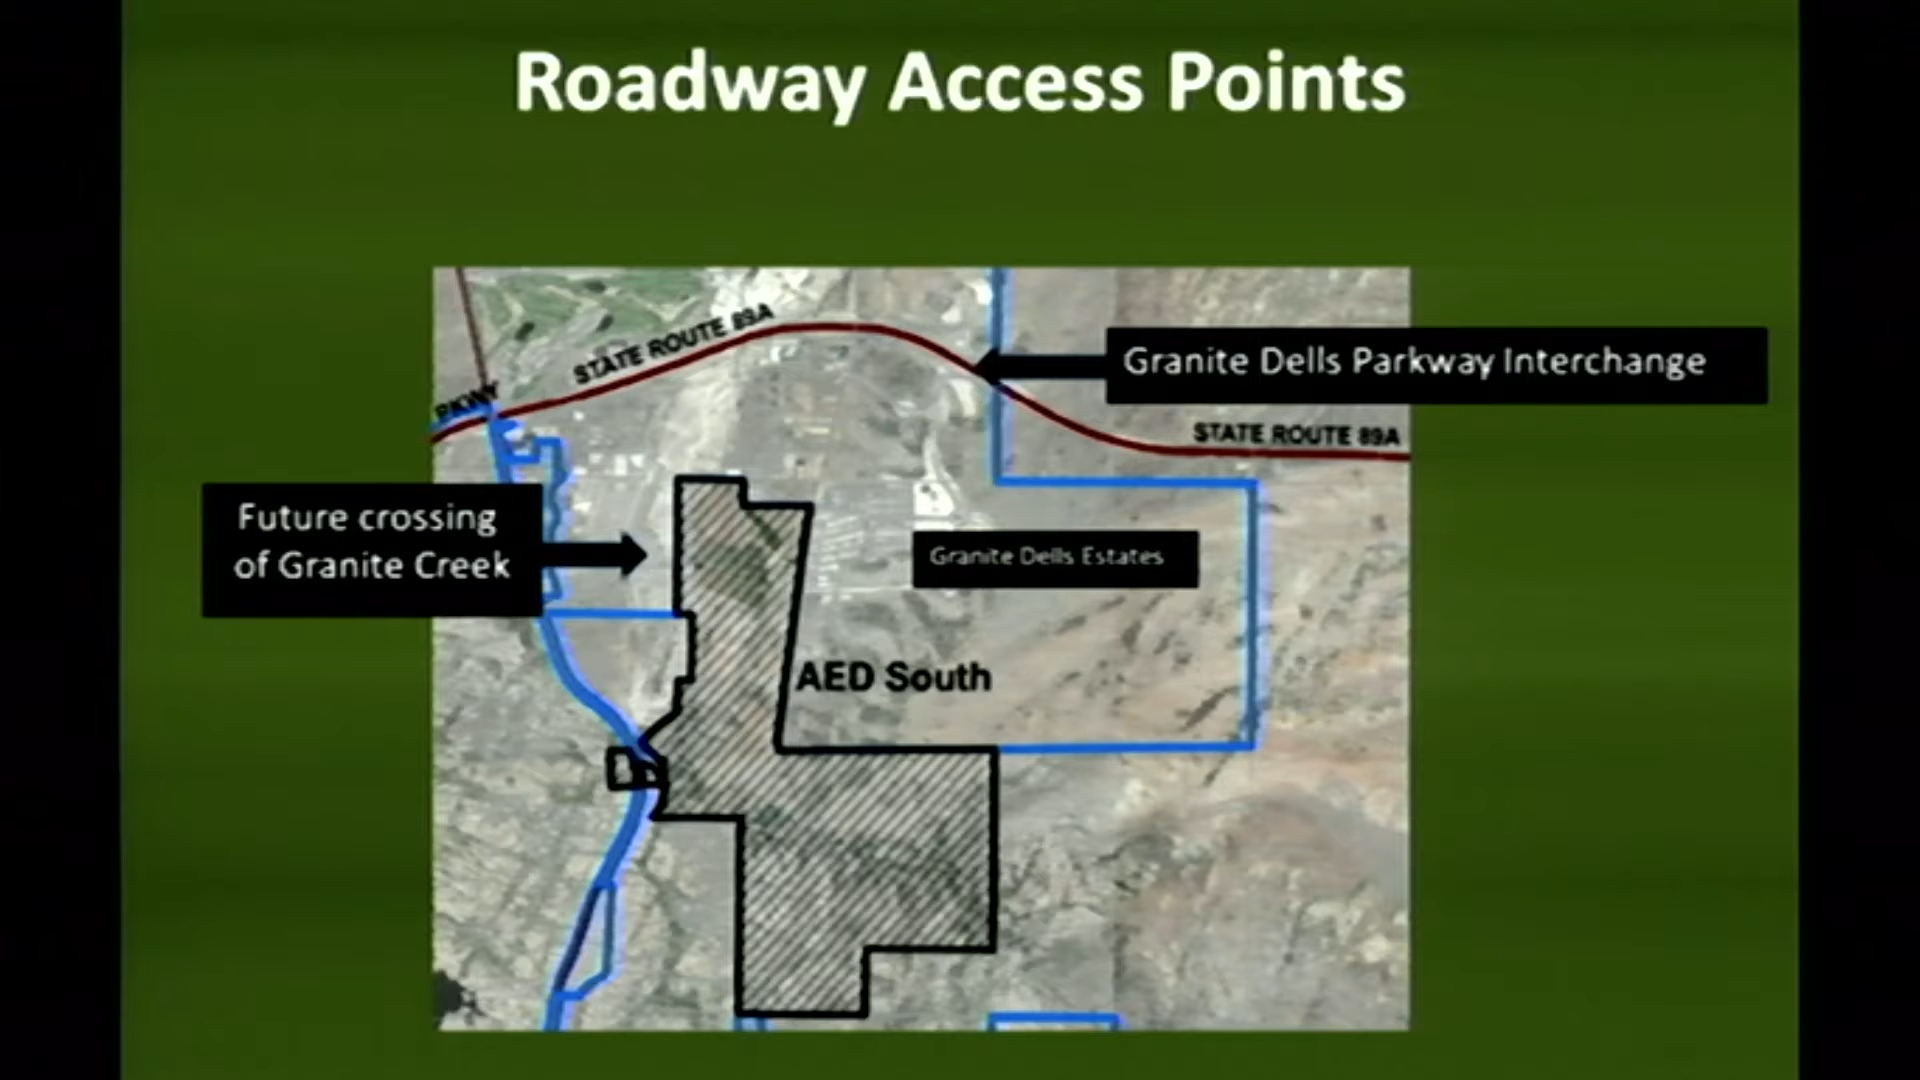 Roadway Access Points
STATE ROUTE 89A
Granite Dells Parkway Interchange
PKWY
STATE ROUTE 89A
Future crossing
of Granite Creek
Granite Dells Estates
AED South